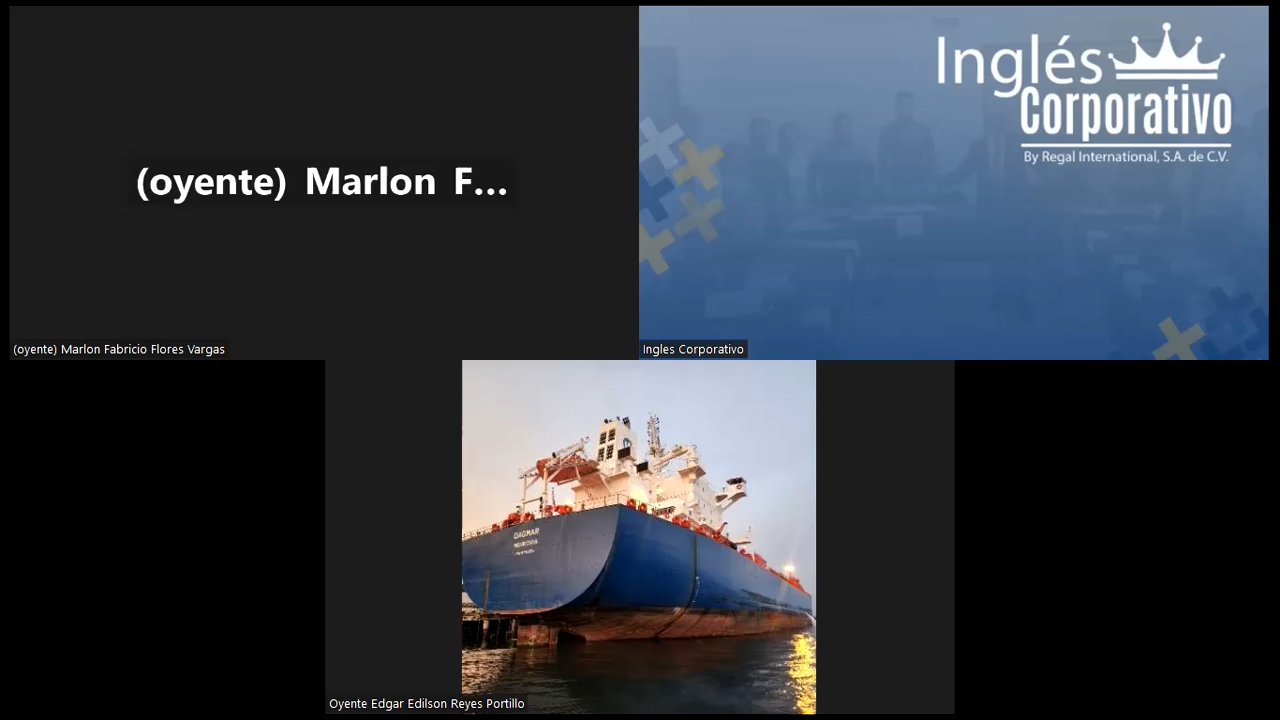 (oyente) Marlon F...
(oyente) Marlon Fabricio Flores Vargas
Inglés
Corporativo
By Regal International, S.A. de C.V.
Ingles Corporativo
DAGMAR
Oyente Edgar Edilson Reyes Portillo